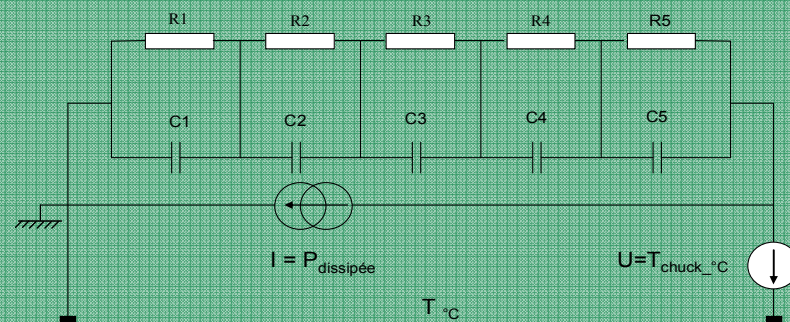 R1 R2 R3 R4 R5
C1 C2 C3 C4 C5
I = Pdissipée U=Tchuck_°C
T °C